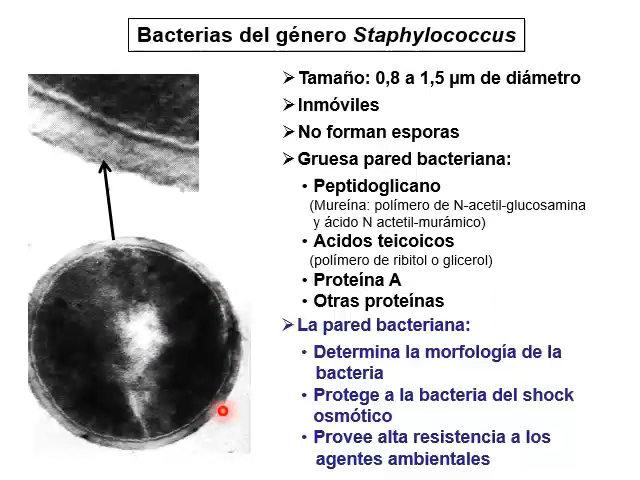 Bacterias del género Staphylococcus
➢ Tamaño: 0,8 a 1,5 µm de diámetro
➢ Inmóviles
➢ No forman esporas
➢ Gruesa pared bacteriana:
• Peptidoglicano
(Mureína: polímero de N-acetil-glucosamina
y ácido N actetil-murámico)
• Acidos teicoicos
(polímero de ribitol o glicerol)
• Proteína A
• Otras proteínas
➢ La pared bacteriana:
• Determina la morfología de la
bacteria
• Protege a la bacteria del shock
osmótico
• Provee alta resistencia a los
agentes ambientales